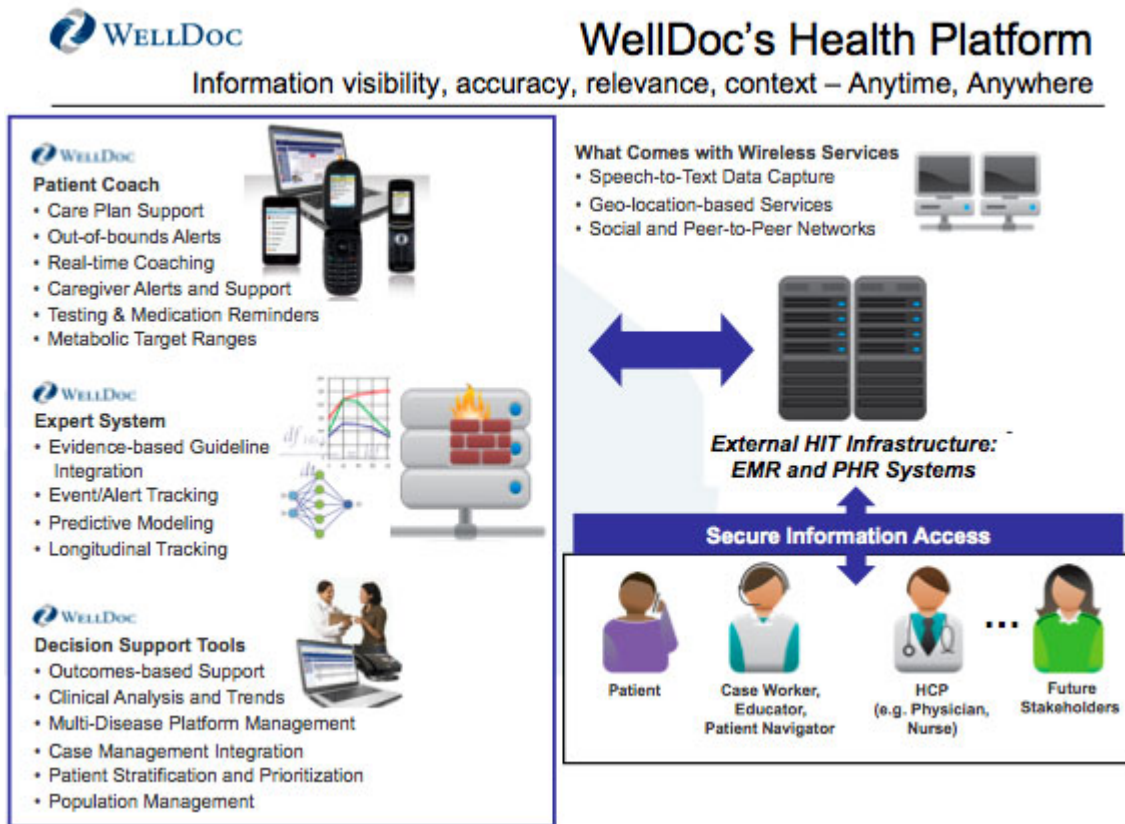 WELLDOC
WellDoc's Health Platform
Information visibility, accuracy, relevance, context – Anytime, Anywhere
WELLDOC
Patient Coach
• Care Plan Support
• Out-of-bounds Alerts
• Real-time Coaching
• Caregiver Alerts and Support
• Testing & Medication Reminders
• Metabolic Target Ranges
WELLDOC
Expert System
• Evidence-based Guideline
Integration
• Event/Alert Tracking
• Predictive Modeling
• Longitudinal Tracking
WELLDOC
Decision Support Tools
• Outcomes-based Support
• Clinical Analysis and Trends
• Multi-Disease Platform Management
• Case Management Integration
• Patient Stratification and Prioritization
• Population Management
What Comes with Wireless Services
• Speech-to-Text Data Capture
• Geo-location-based Services
• Social and Peer-to-Peer Networks
External HIT Infrastructure:
EMR and PHR Systems
Secure Information Access
Patient
Case Worker,
Educator,
Patient Navigator
HCP
(e.g. Physician,
Nurse)
...
Future
Stakeholders